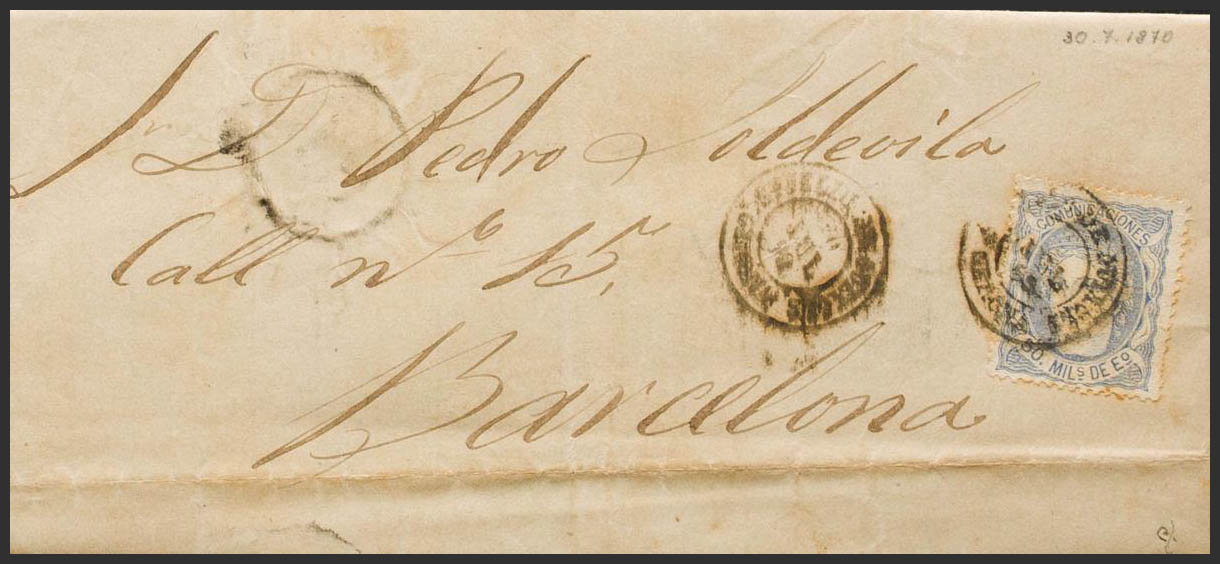 30.7.1870
Sr D. Pedro Soldevila
Call nº 15,
Barcelona
COMUNICACIONES
50. MILS DE EO